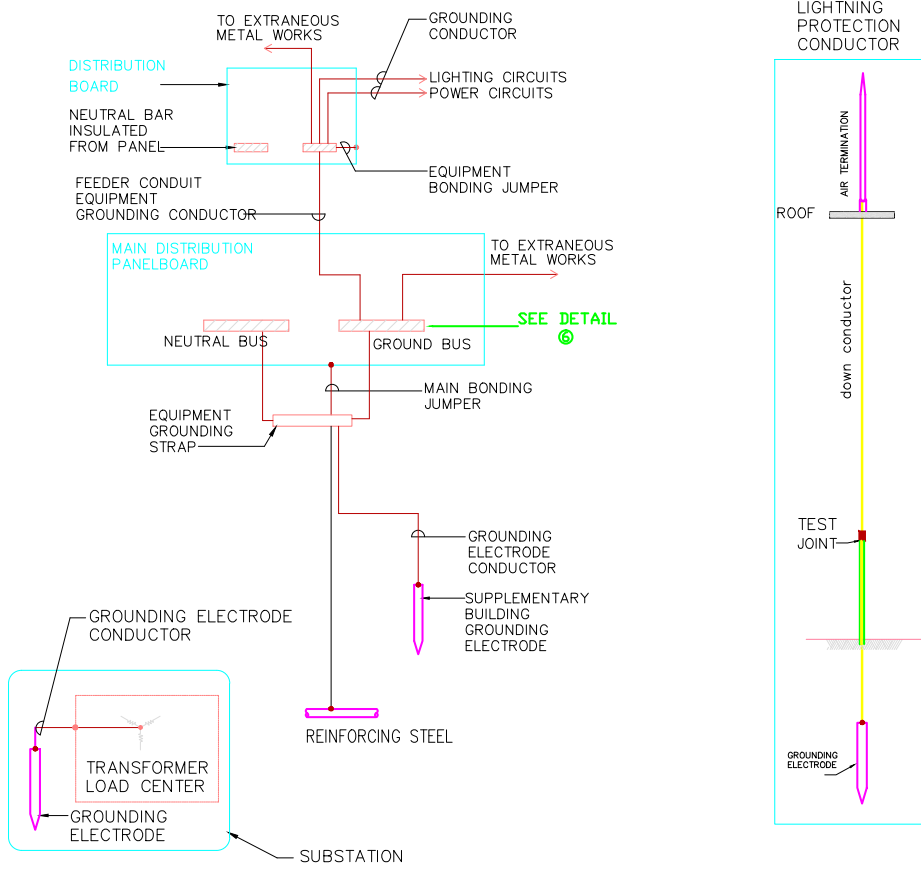 TO EXTRANEOUS
METAL WORKS
GROUNDING
CONDUCTOR
DISTRIBUTION
BOARD
LIGHTING CIRCUITS
POWER CIRCUITS
NEUTRAL BAR
INSULATED
FROM PANEL
EQUIPMENT
BONDING JUMPER
FEEDER CONDUIT
EQUIPMENT
GROUNDING CONDUCTOR
MAIN DISTRIBUTION
PANELBOARD
TO EXTRANEOUS
METAL WORKS
SEE DETAIL
6
NEUTRAL BUS
GROUND BUS
MAIN BONDING
JUMPER
EQUIPMENT
GROUNDING
STRAP
GROUNDING
ELECTRODE
CONDUCTOR
SUPPLEMENTARY
BUILDING
GROUNDING
ELECTRODE
GROUNDING ELECTRODE
CONDUCTOR
REINFORCING STEEL
TRANSFORMER
LOAD CENTER
GROUNDING
ELECTRODE
SUBSTATION
LIGHTNING
PROTECTION
CONDUCTOR
AIR TERMINATION
ROOF
down conductor
TEST
JOINT
GROUNDING
ELECTRODE